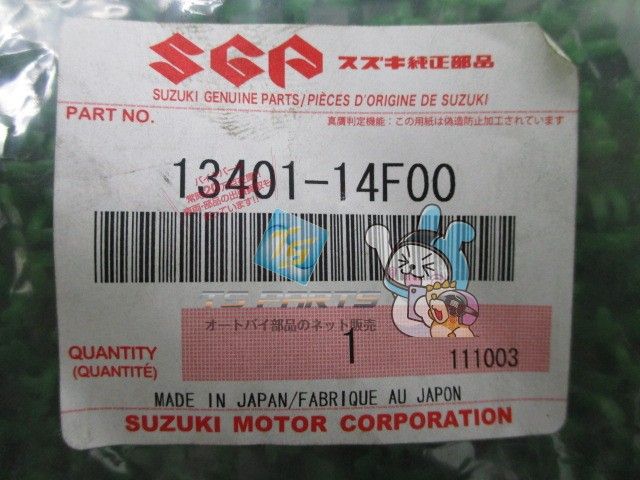 SGP スズキ純正部品
SUZUKI GENUINE PARTS/PIÈCES D'ORIGINE DE SUZUKI
PART NO.
真贋判定機能：この用紙は偽造防止加工されています
13401-14F00
TS PARTS
オートバイ部品のネット販売
QUANTITY
(QUANTITÉ)
1
111003
MADE IN JAPAN/FABRIQUE AU JAPON
SUZUKI MOTOR CORPORATION